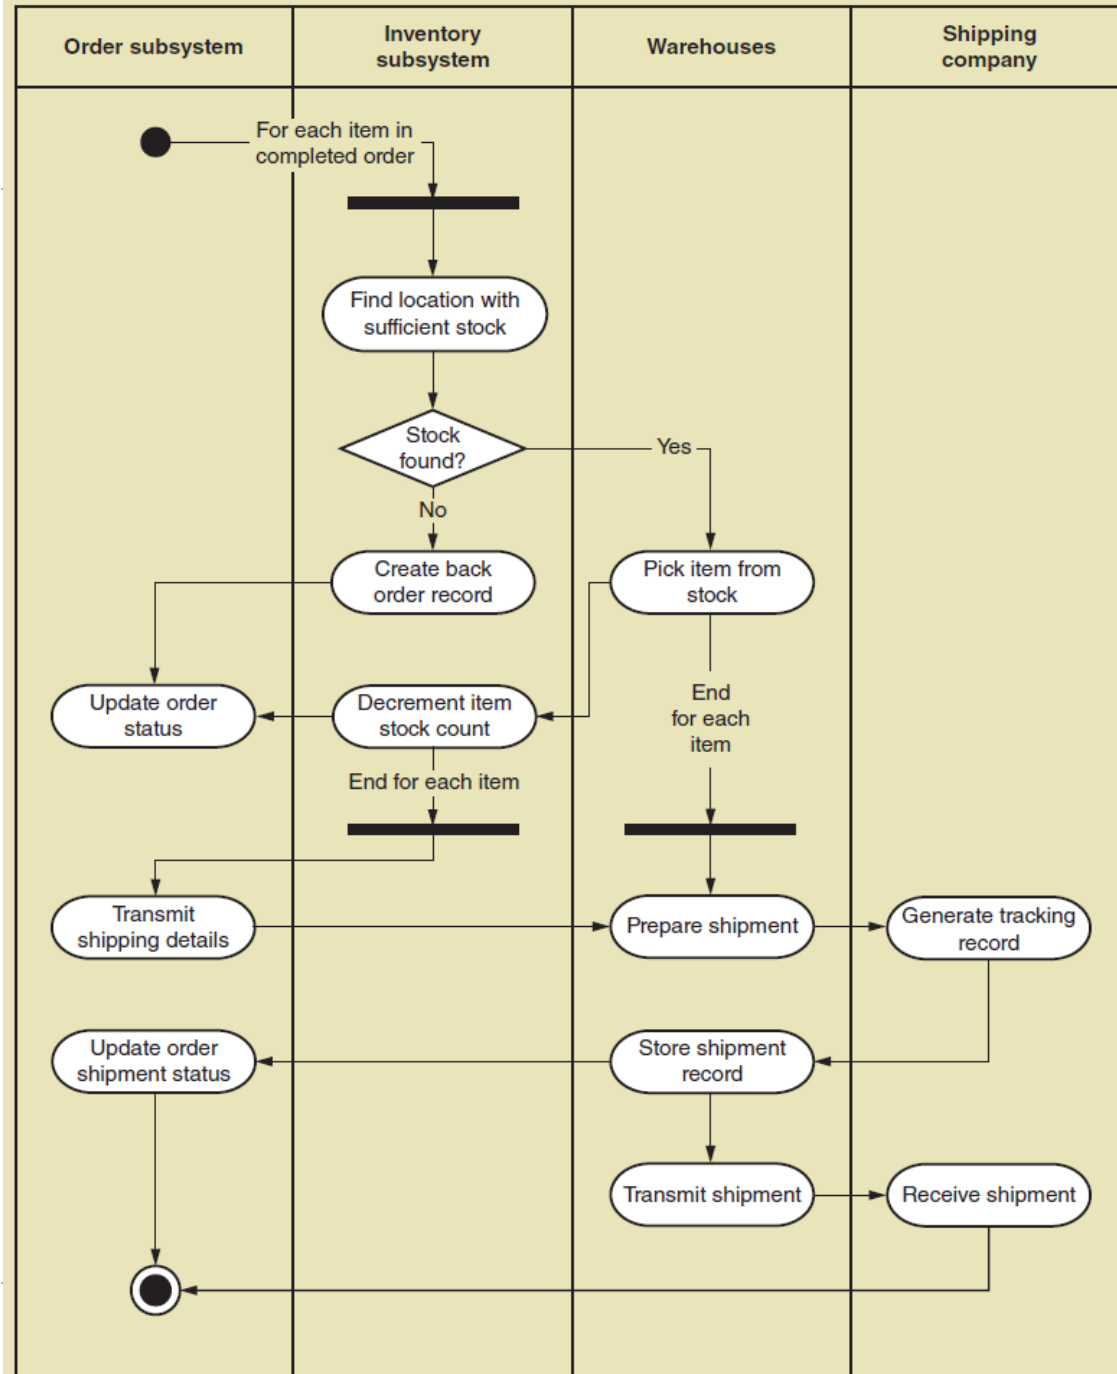 Order subsystem
Inventory
subsystem
Warehouses
Shipping
company
For each item in
completed order
Find location with
sufficient stock
Stock
found?
Yes
No
Create back
order record
Pick item from
stock
Update order
status
Decrement item
stock count
End
for each
item
End for each item
Transmit
shipping details
Prepare shipment
Generate tracking
record
Update order
shipment status
Store shipment
record
Transmit shipment
Receive shipment